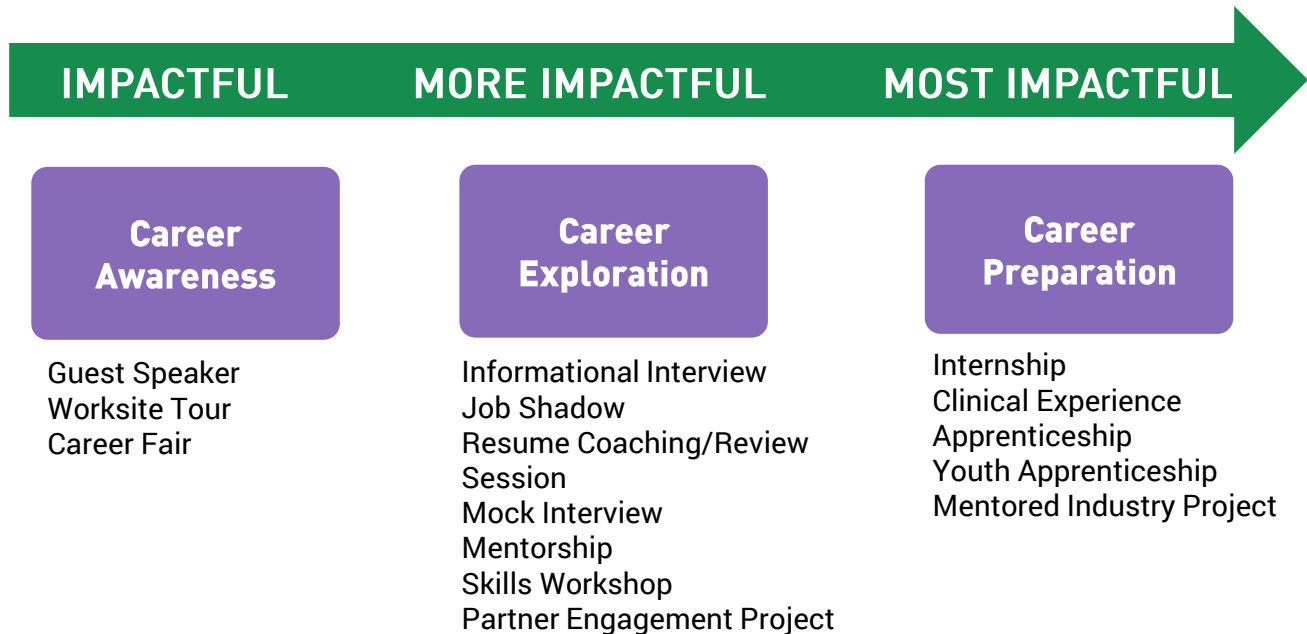 IMPACTFUL
MORE IMPACTFUL
MOST IMPACTFUL
Career
Awareness
Guest Speaker
Worksite Tour
Career Fair
Career
Exploration
Informational Interview
Job Shadow
Resume Coaching/Review
Session
Mock Interview
Mentorship
Skills Workshop
Partner Engagement Project
Career
Preparation
Internship
Clinical Experience
Apprenticeship
Youth Apprenticeship
Mentored Industry Project